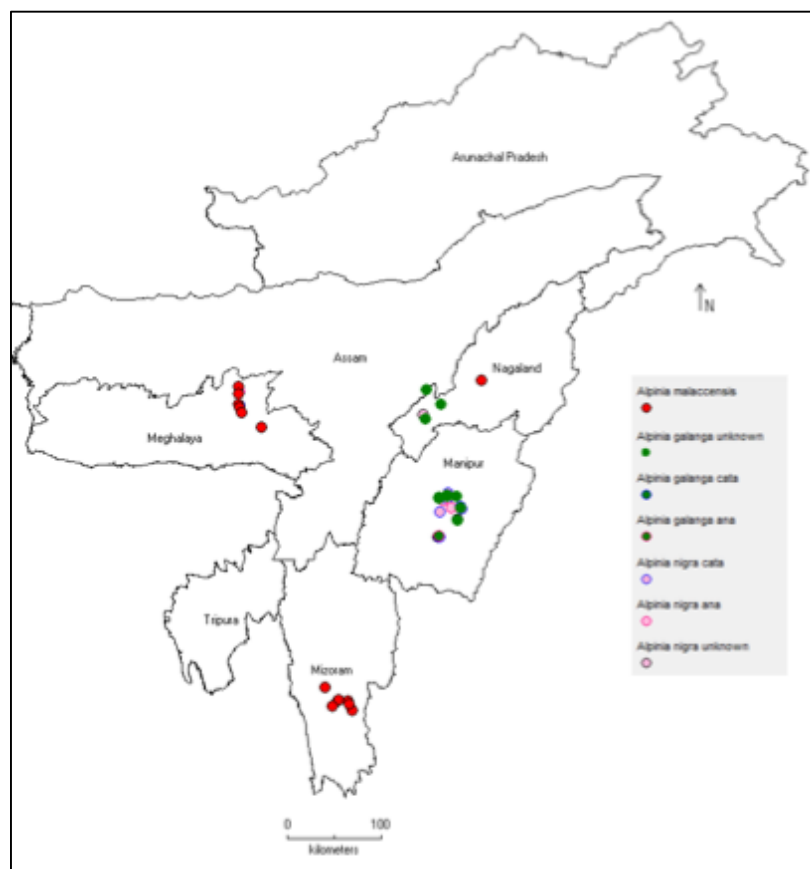 Arunachal Pradesh
N
Assam
Nagaland
Meghalaya
Manipur
Tripura
Mizoram
Alpinia malaccensis
Alpinia galanga unknown
Alpinia galanga cata
Alpinia galanga ana
Alpinia nigra cata
Alpinia nigra ana
Alpinia nigra unknown
0 100
kilometers